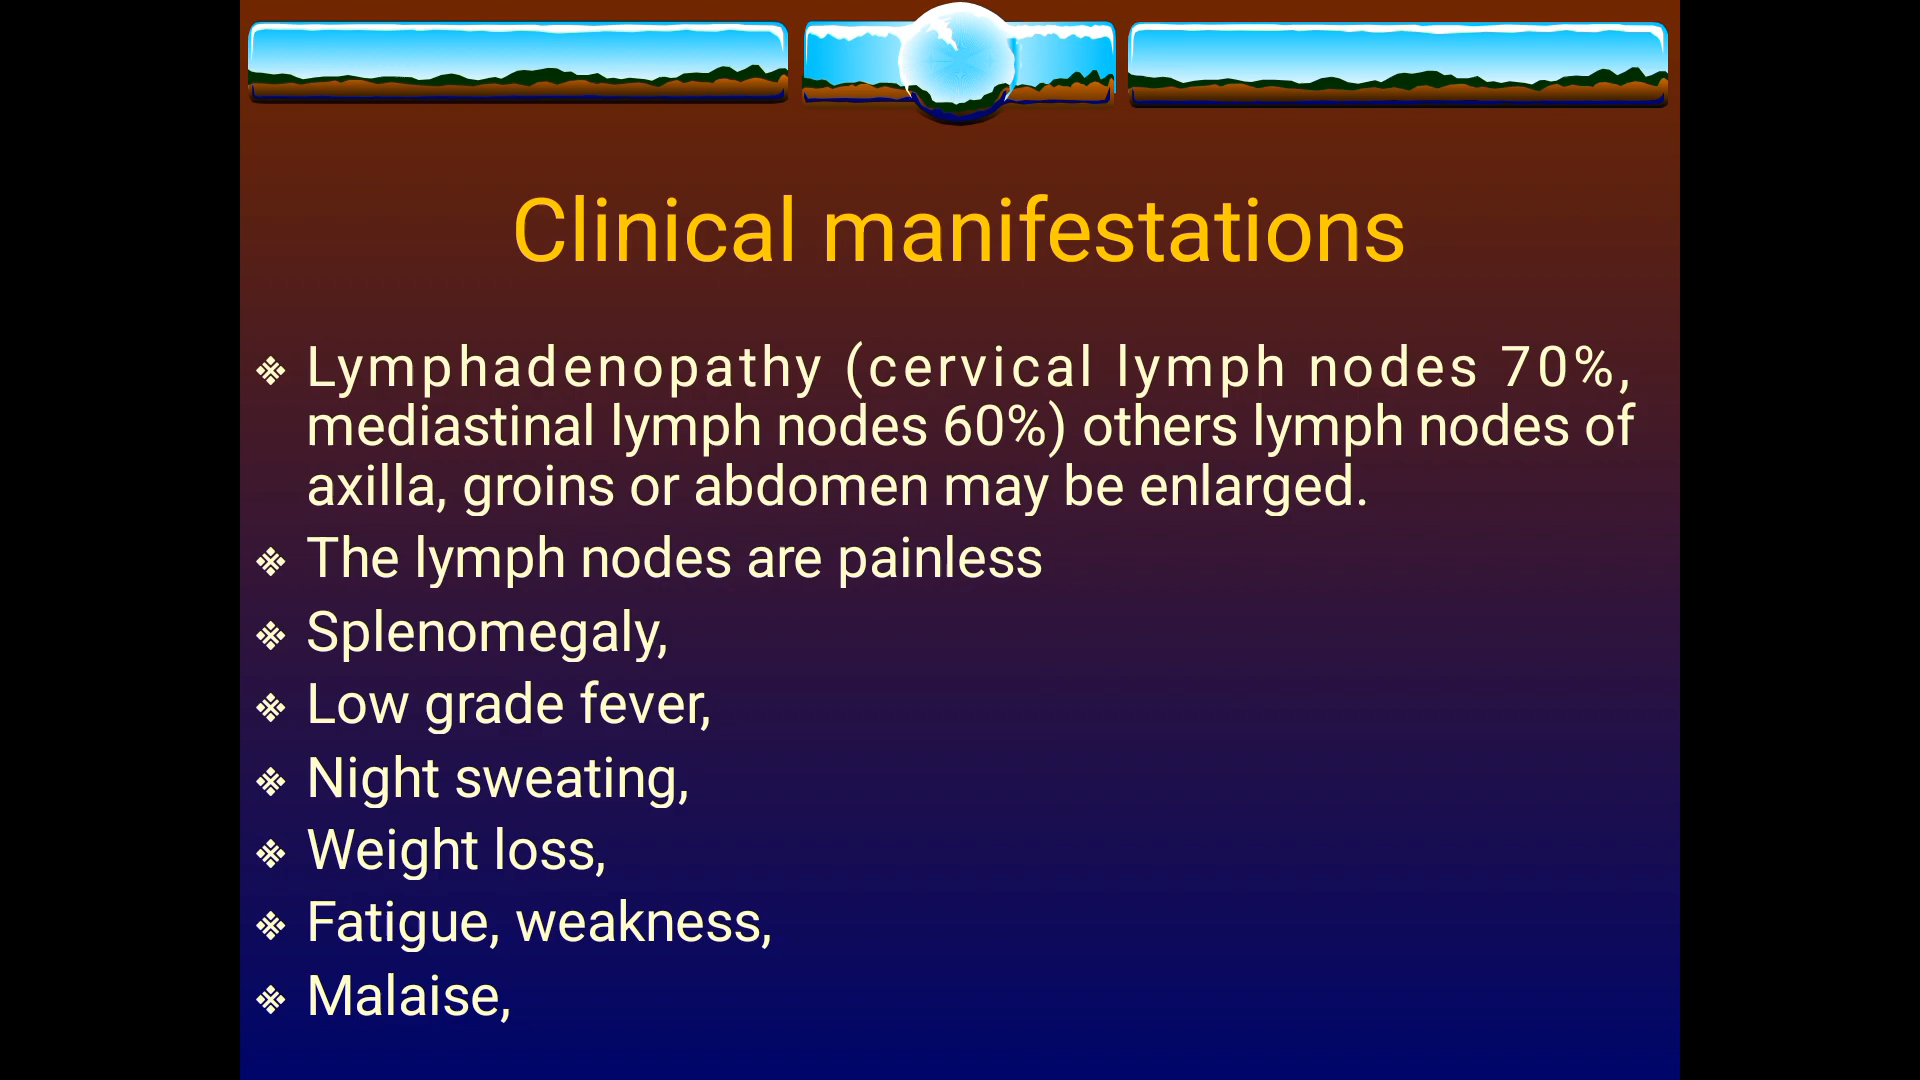 Clinical manifestations
❖ Lymphadenopathy (cervical lymph nodes 70%,
mediastinal lymph nodes 60%) others lymph nodes of
axilla, groins or abdomen may be enlarged.
❖ The lymph nodes are painless
❖ Splenomegaly,
❖ Low grade fever,
❖ Night sweating,
❖ Weight loss,
❖ Fatigue, weakness,
❖ Malaise,